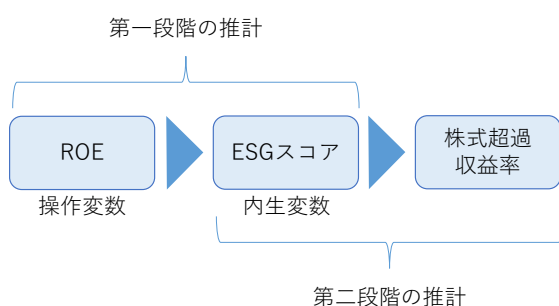 第一段階の推計
ROE
ESGスコア
株式超過
収益率
操作変数
内生変数
第二段階の推計